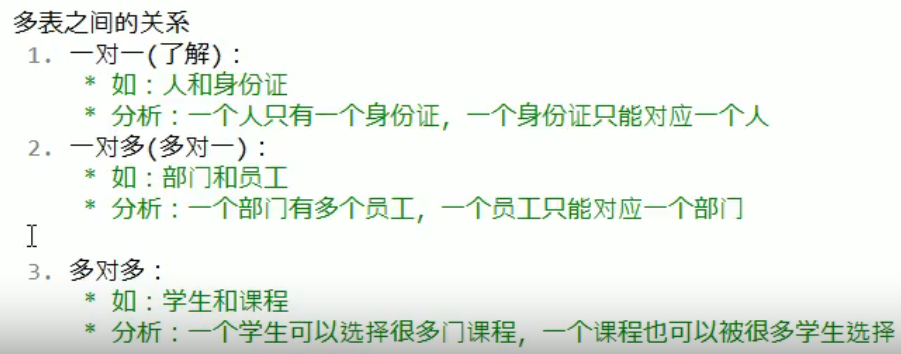 多表之间的关系
1. 一对一(了解)：
* 如：人和身份证
* 分析：一个人只有一个身份证，一个身份证只能对应一个人
2. 一对多(多对一)：
* 如：部门和员工
* 分析：一个部门有多个员工，一个员工只能对应一个部门
3. 多对多：
* 如：学生和课程
* 分析：一个学生可以选择很多门课程，一个课程也可以被很多学生选择